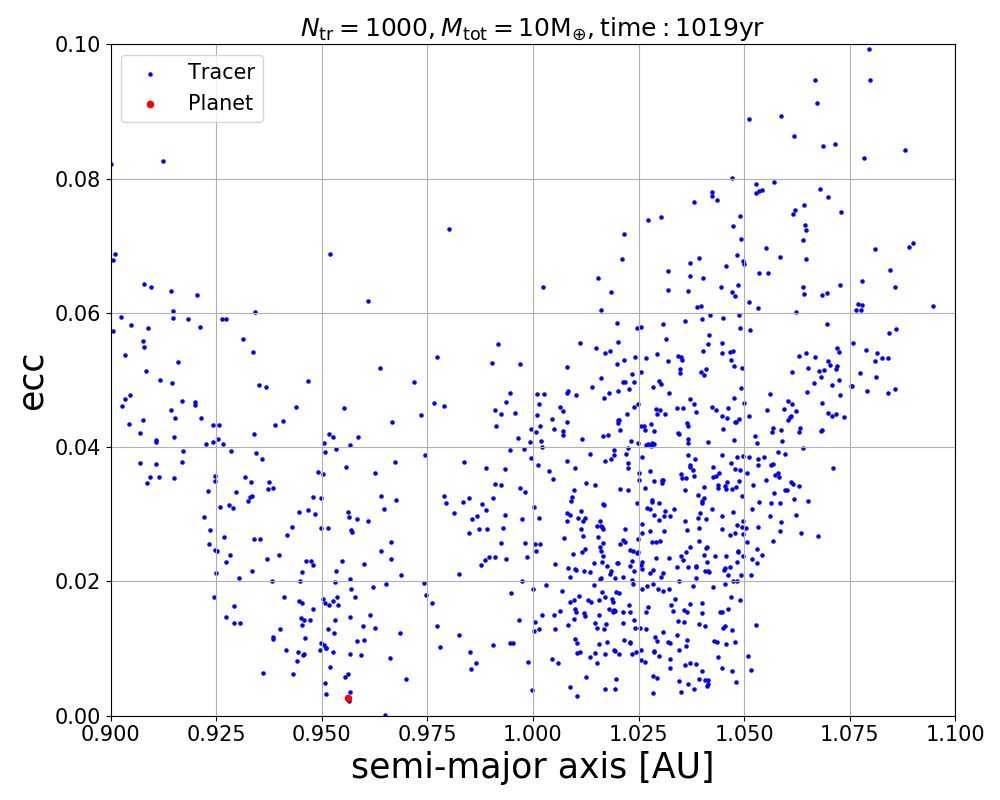 N_tr = 1000, M_tot = 10M_⊕, time : 1019yr
Tracer
Planet
ecc
0.10
0.08
0.06
0.04
0.02
0.00
0.900 0.925 0.950 0.975 1.000 1.025 1.050 1.075 1.100
semi-major axis [AU]